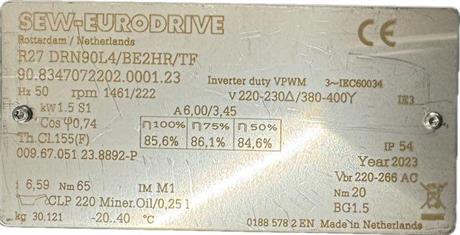 SEW-EURODRIVE
Rotterdam / Netherlands
R27 DRN90L4/BE2HR/TF
90.8347072202.0001.23 Inverter duty VPWM 3~IEC60034
Hz 50 rpm 1461/222 V 220-230Δ/380-400Y IE3
kW 1.5 S1 A 6,00/3,45
Cos φ 0,74 η100% η75% η50%
Th.Cl.155(F) 85,6% 86,1% 84,6% IP 54
009.67.051 23.8892-P Year 2023
Vbr 220-266 AC
i 6,59 Nm 65 IM M1 Nm 20
CLP 220 Miner.Oil/0,25 l BG1.5
kg 30.121 -20..40 °C 0188 578 2 EN Made in Netherlands